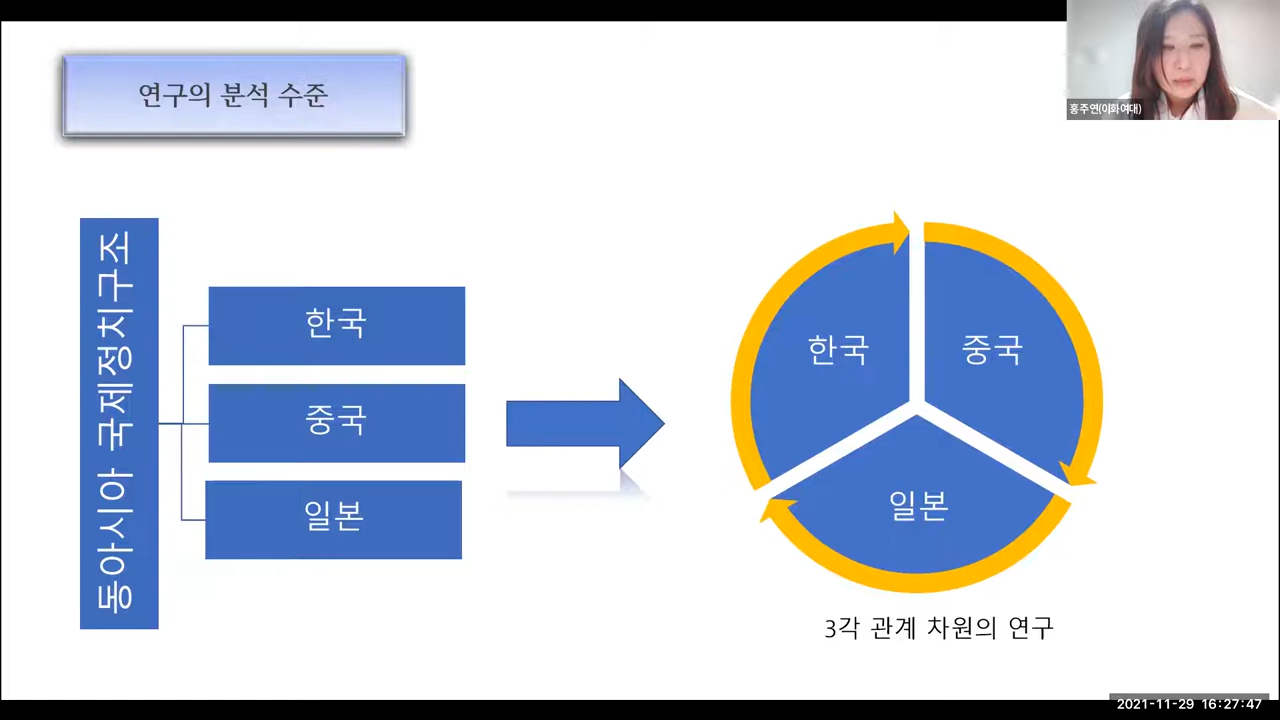 연구의 분석 수준
홍주연(이화여대)
동아시아 국제정치구조
한국
중국
일본
한국
중국
일본
3각 관계 차원의 연구
2021-11-29 16:27:47